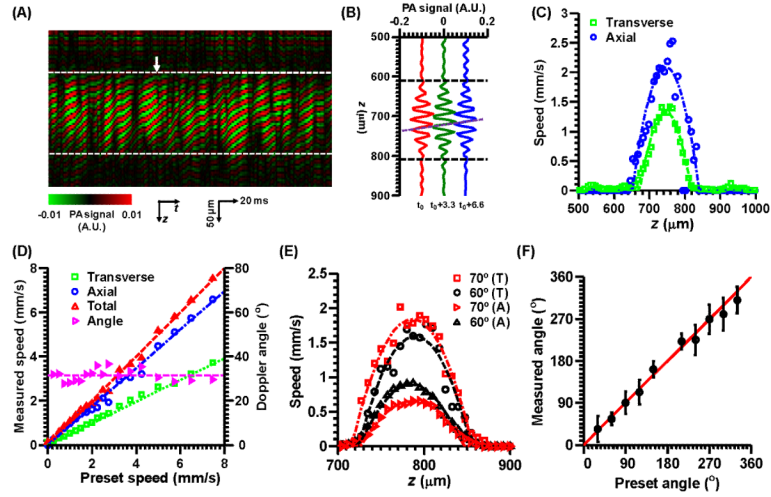 (A)
-0.01 0.01
PA signal
(A.U.)
t
z
50 µm
20 ms
(B)
PA signal (A.U.)
-0.2 0.0 0.2
500
600
700
800
900
z (µm)
t0 t0+3.3 t0+6.6
(C)
Transverse
Axial
Speed (mm/s)
3
2
1
0
500 600 700 800 900 1000
z (µm)
(D)
Transverse
Axial
Total
Angle
Measured speed (mm/s)
8
6
4
2
0
Doppler angle (°)
80
60
40
20
0
0 2 4 6 8
Preset speed (mm/s)
(E)
70° (T)
60° (T)
70° (A)
60° (A)
Speed (mm/s)
2.5
2.0
1.5
1.0
0.5
0.0
700 800 900
z (µm)
(F)
Measured angle (°)
360
270
180
90
0
0 90 180 270 360
Preset angle (°)